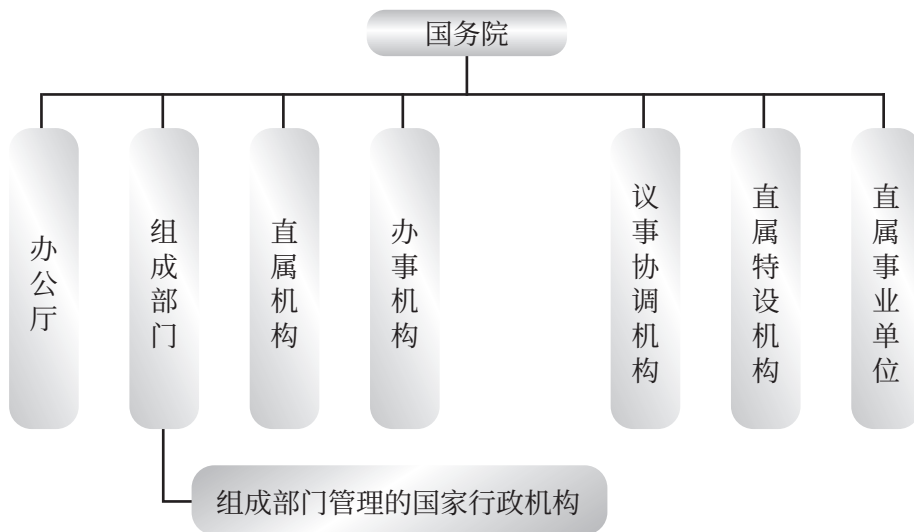 国务院
办公厅
组成部门
直属机构
办事机构
议事协调机构
直属特设机构
直属事业单位
组成部门管理的国家行政机构